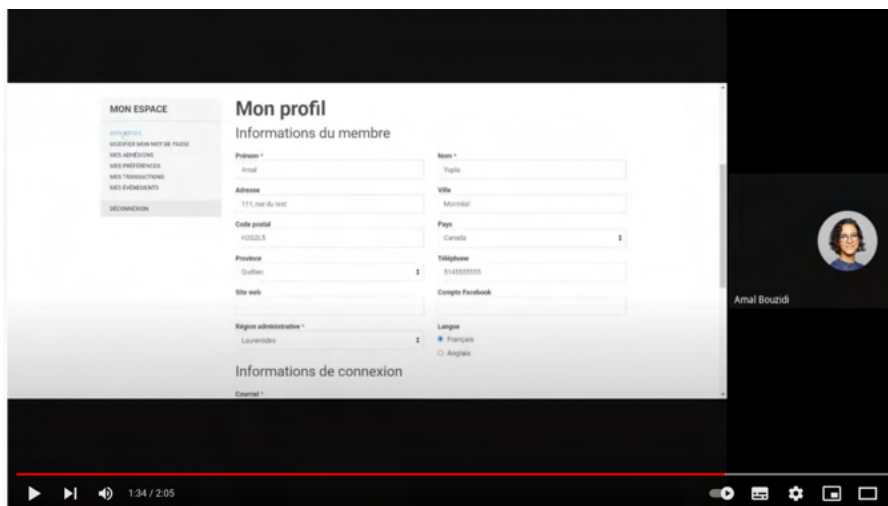 MON ESPACE
MON PROFIL
MODIFIER MON MOT DE PASSE
MES ADHÉSIONS
MES PRÉFÉRENCES
MES TRANSACTIONS
MES ÉVÉNEMENTS
DÉCONNEXION
Mon profil
Informations du membre
Prénom *
Nom *
Amal
Yapla
Adresse
Ville
111, rue du test
Montréal
Code postal
Pays
H2G2L5
Canada
Province
Téléphone
Québec
5145555555
Site web
Compte Facebook
Région administrative *
Langue
Laurentides
Français
Anglais
Informations de connexion
Courriel *
Amal Bouzidi
1:34 / 2:05